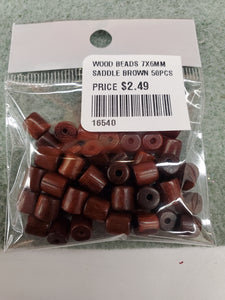 WOOD BEADS 7X6MM
SADDLE BROWN 50PCS
PRICE $2.49
16540